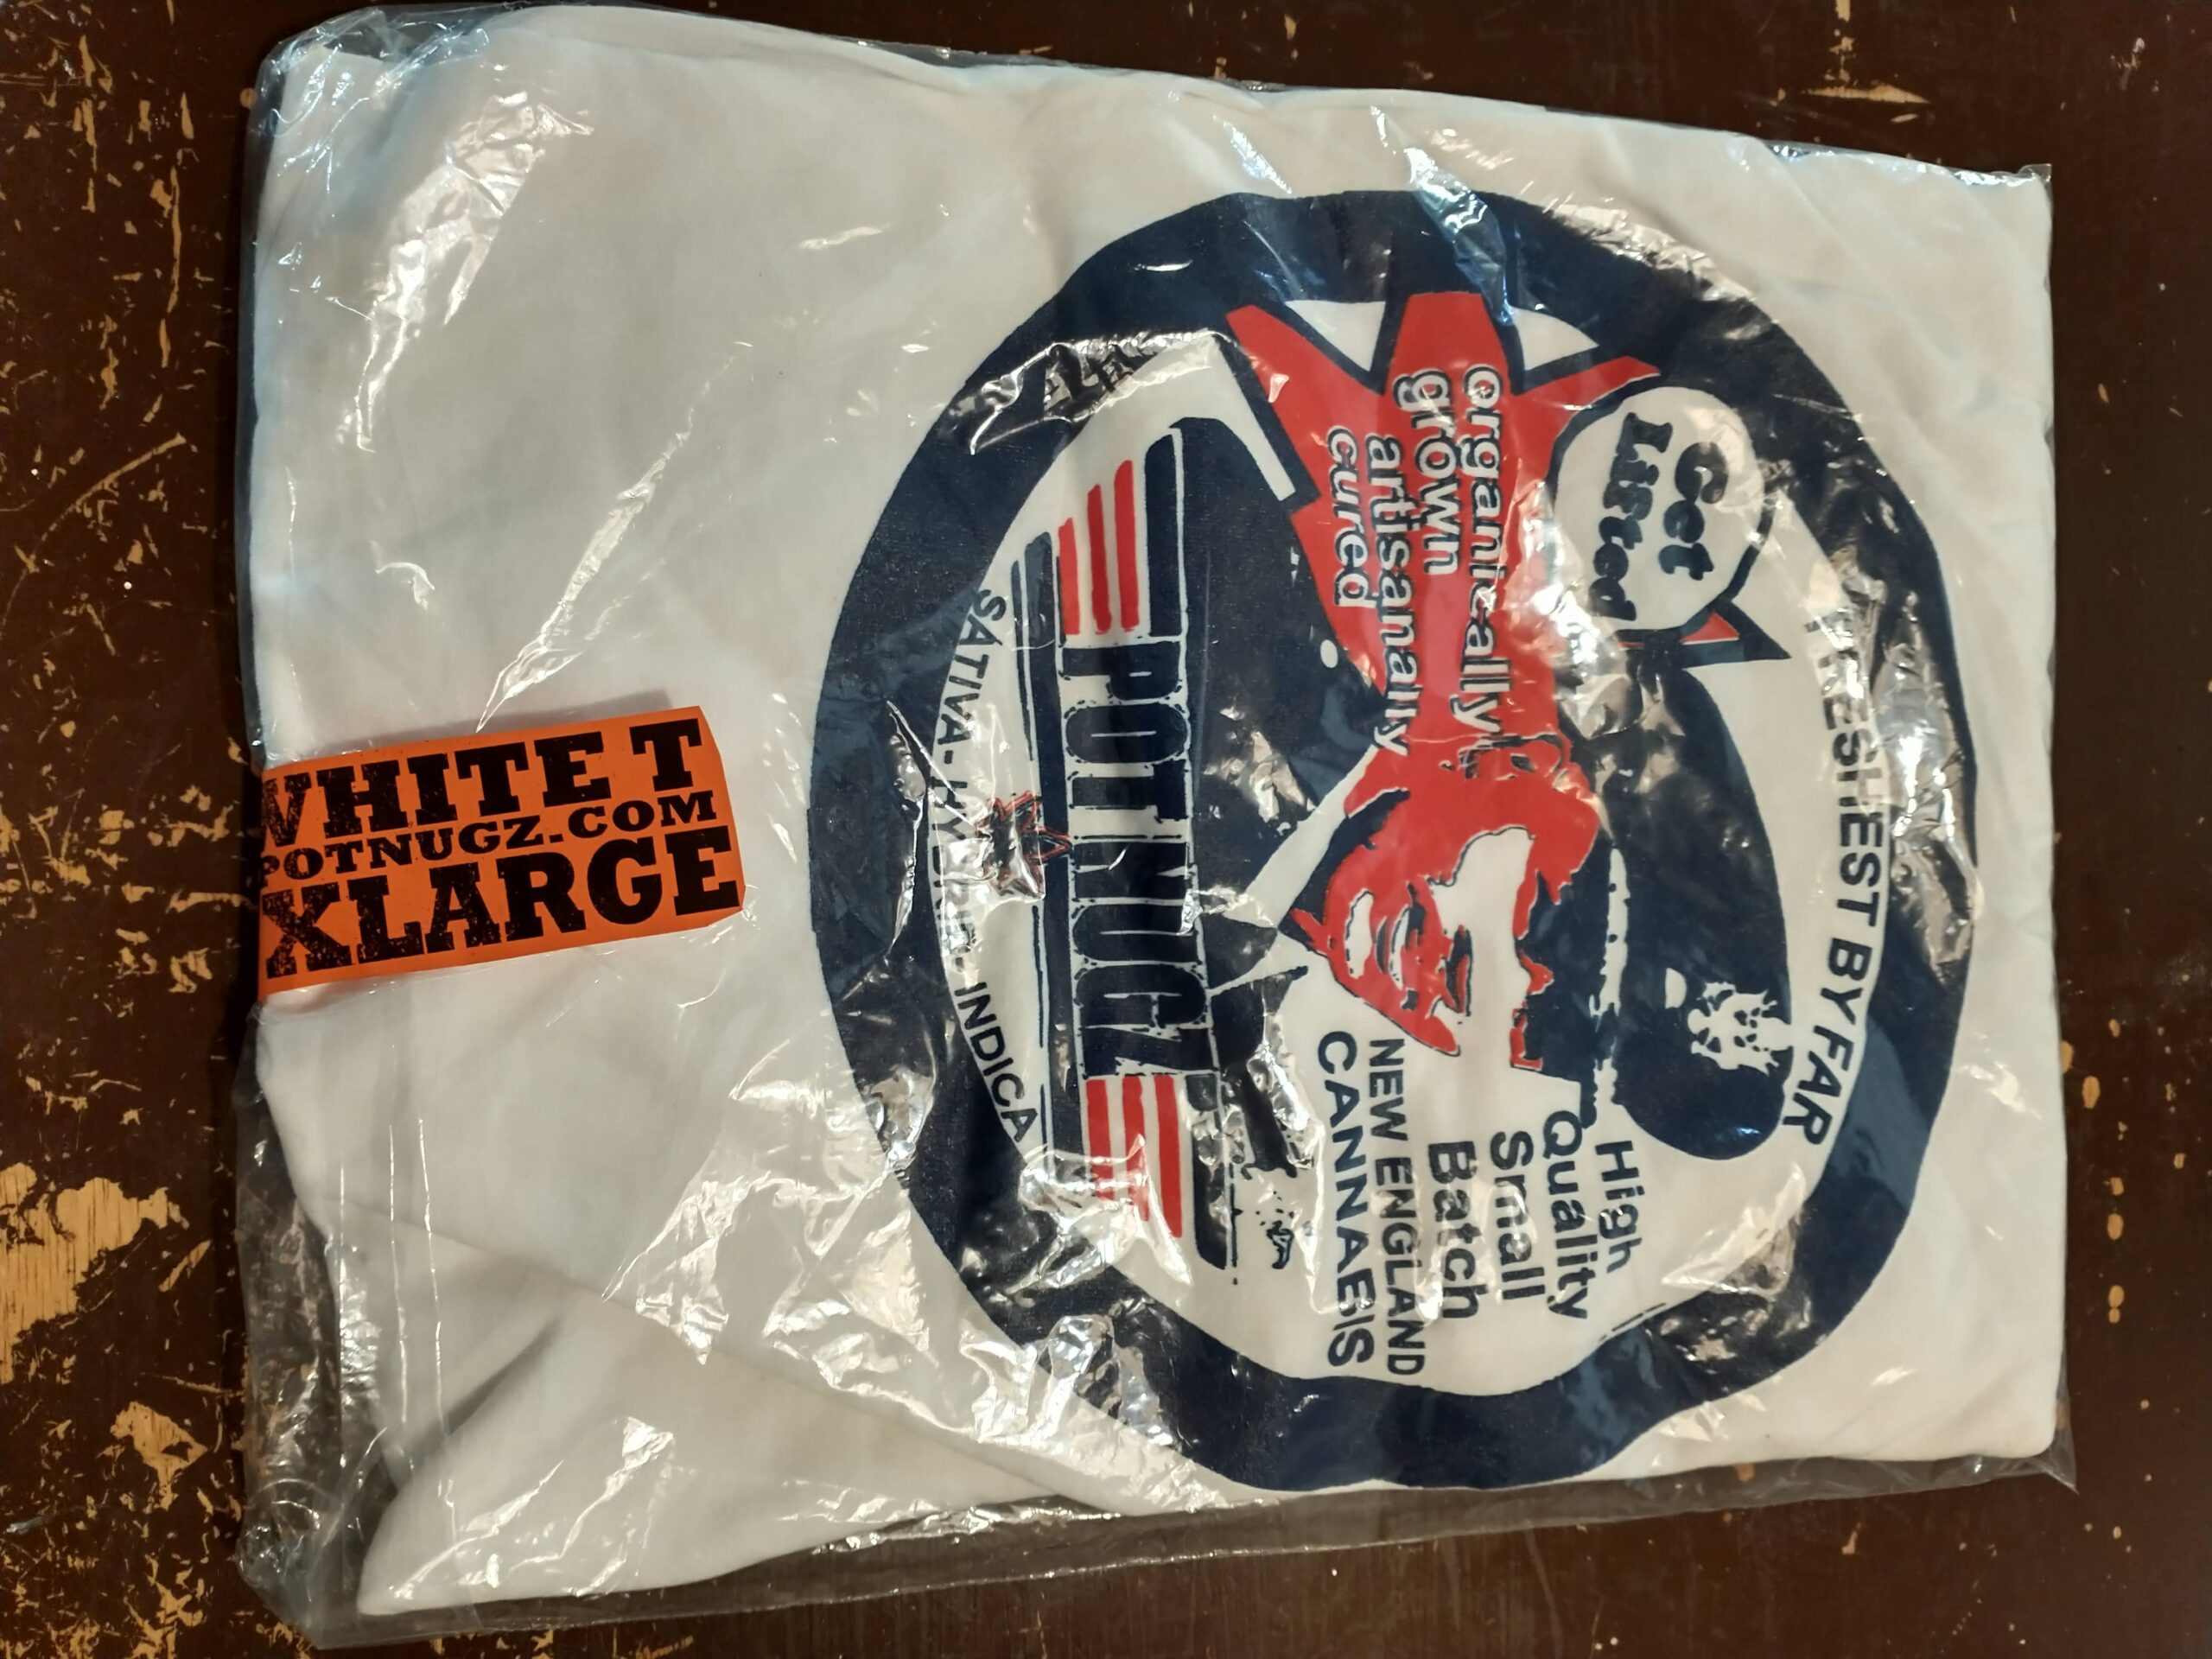 WHITE T
POTNUGZ.COM
XLARGE
FRESHEST BY FAR
Get
Lifted
organically
grown
artisanally
cured
High
Quality
Small
Batch
NEW ENGLAND
CANNABIS
POTNUGZ
SATIVA - HYBRID - INDICA